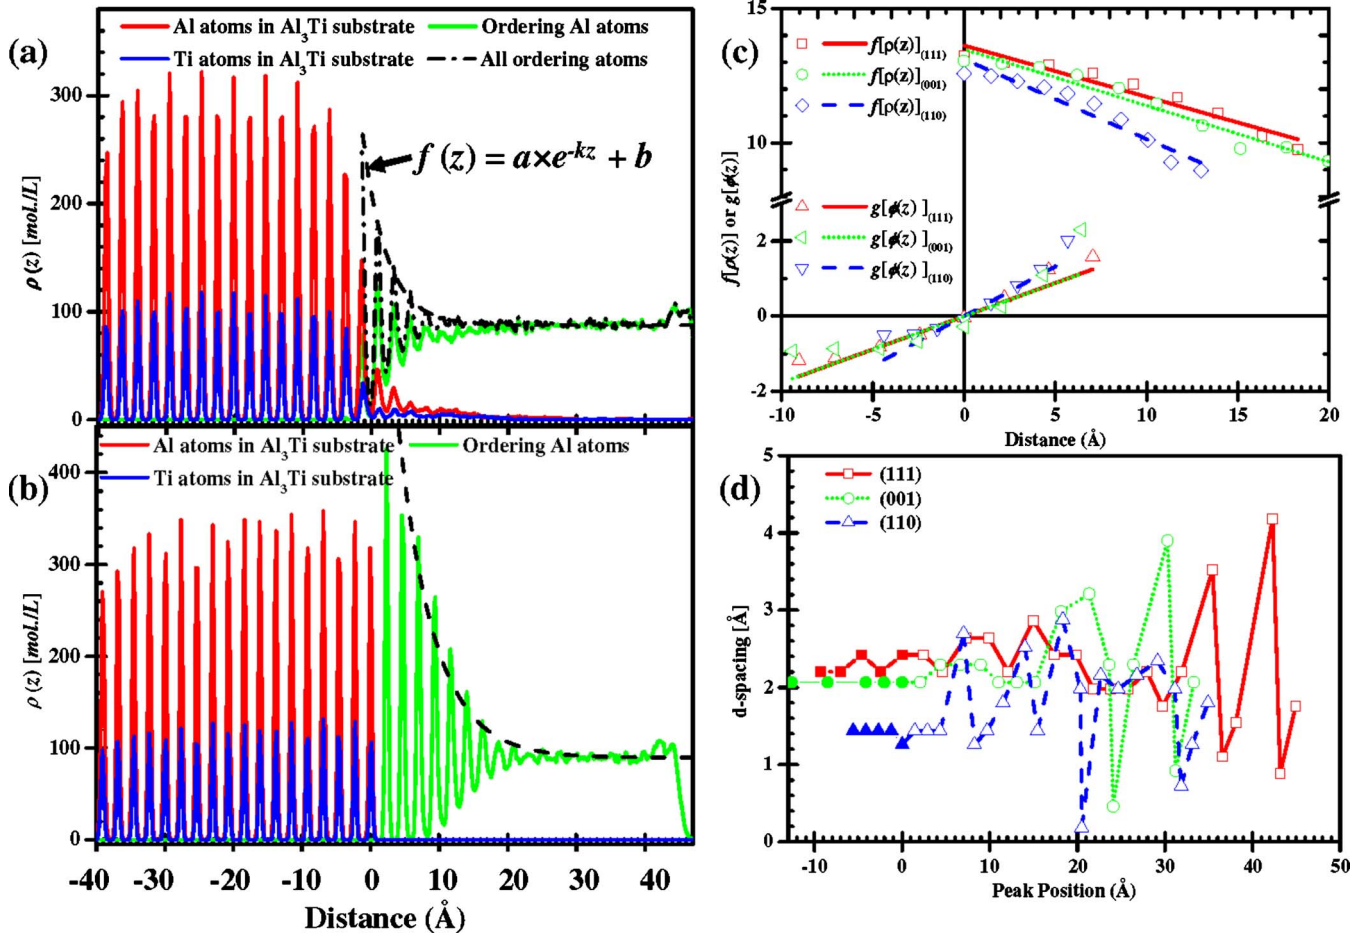 (a)
Al atoms in Al₃Ti substrate
Ordering Al atoms
Ti atoms in Al₃Ti substrate
All ordering atoms
f (z) = a×e⁻ᵏᶻ + b
ρ (z) [mol./L]
300
200
100
0
(b)
Al atoms in Al₃Ti substrate
Ordering Al atoms
Ti atoms in Al₃Ti substrate
ρ (z) [mol./L]
400
300
200
100
0
-40 -30 -20 -10 0 10 20 30 40
Distance (Å)
(c)
f[ρ(z)](111)
f[ρ(z)](001)
f[ρ(z)](110)
g[ϕ(z) ](111)
g[ϕ(z) ](001)
g[ϕ(z) ](110)
f[ρ(z)] or g[ϕ(z)]
15
10
2
0
-2
-10 -5 0 5 10 15 20
Distance (Å)
(d)
(111)
(001)
(110)
d-spacing [Å]
5
4
3
2
1
0
-10 0 10 20 30 40 50
Peak Position (Å)